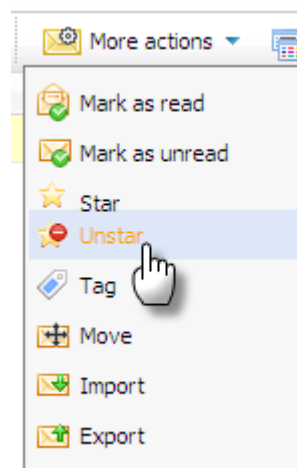 More actions
Mark as read
Mark as unread
Star
Unstar
Tag
Move
Import
Export